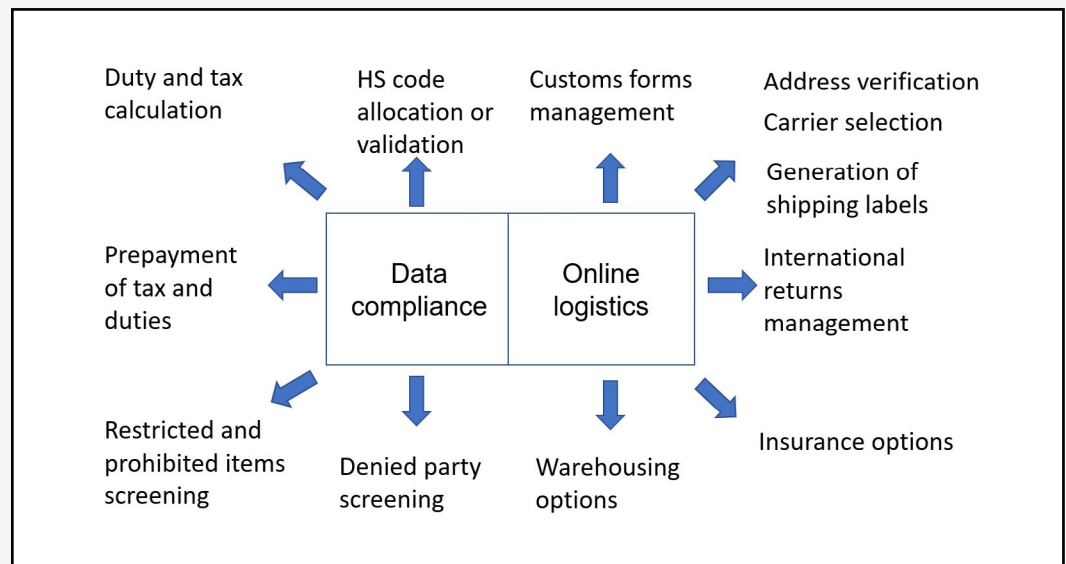 Duty and tax
calculation
HS code
allocation or
validation
Customs forms
management
Address verification
Carrier selection
Generation of
shipping labels
Prepayment
of tax and
duties
Data
compliance
Online
logistics
International
returns
management
Restricted and
prohibited items
screening
Denied party
screening
Warehousing
options
Insurance options